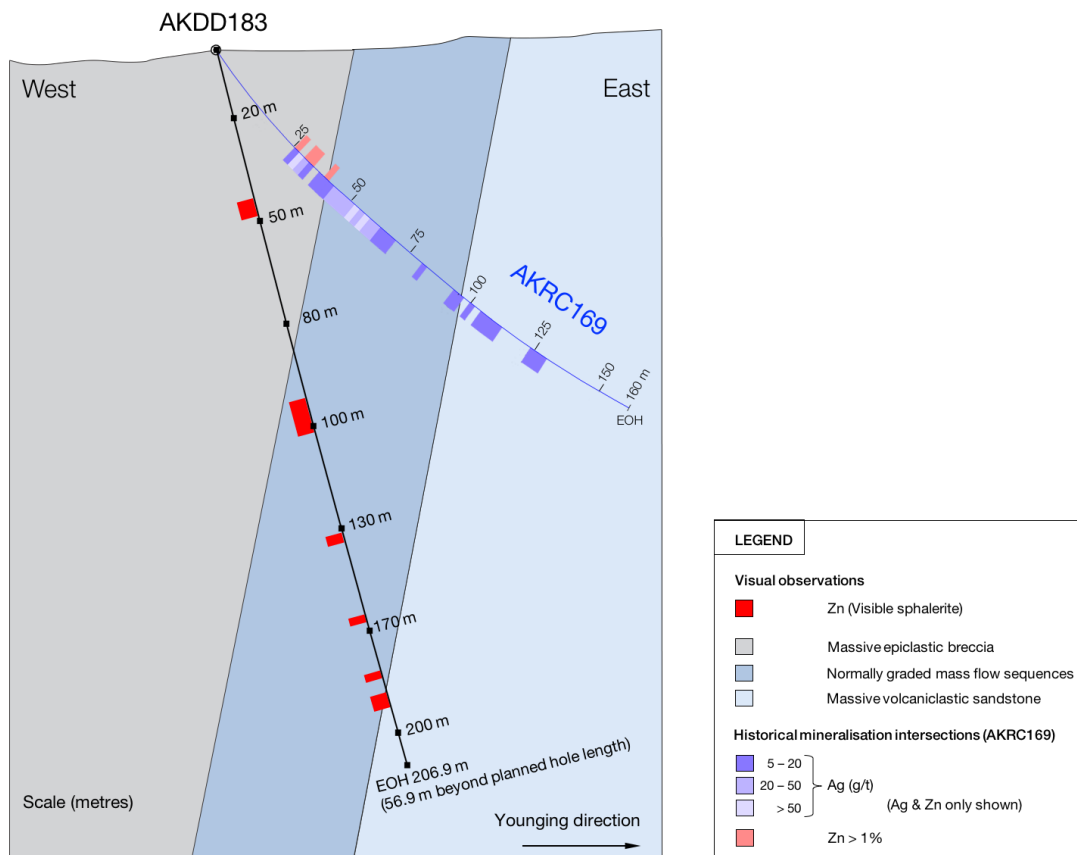 AKDD183
West
East
20 m
25
50 m
50
75
80 m
100
AKRC169
125
150
160 m
EOH
100 m
130 m
170 m
200 m
EOH 206.9 m
(56.9 m beyond planned hole length)
Scale (metres)
Younging direction
LEGEND
Visual observations
Zn (Visible sphalerite)
Massive epiclastic breccia
Normally graded mass flow sequences
Massive volcaniclastic sandstone
Historical mineralisation intersections (AKRC169)
5 – 20
20 – 50
> 50
Ag (g/t)
(Ag & Zn only shown)
Zn > 1%